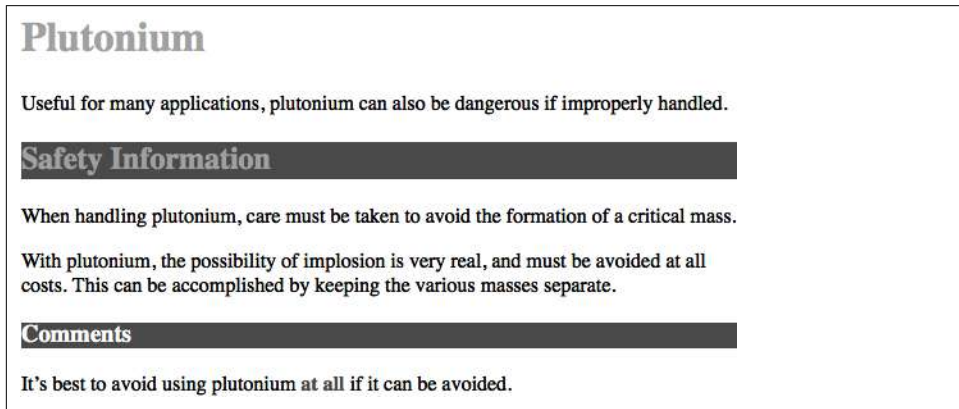 Plutonium
Useful for many applications, plutonium can also be dangerous if improperly handled.
Safety Information
When handling plutonium, care must be taken to avoid the formation of a critical mass.
With plutonium, the possibility of implosion is very real, and must be avoided at all
costs. This can be accomplished by keeping the various masses separate.
Comments
It’s best to avoid using plutonium at all if it can be avoided.